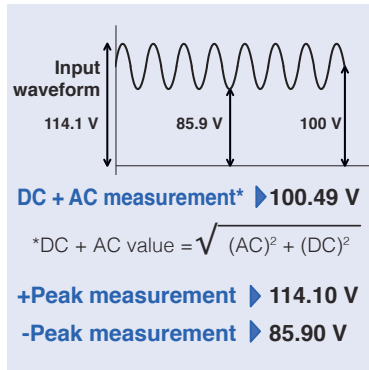 Input
waveform
114.1 V 85.9 V 100 V
DC + AC measurement* ▶ 100.49 V
*DC + AC value = √ (AC)² + (DC)²
+Peak measurement ▶ 114.10 V
-Peak measurement ▶ 85.90 V